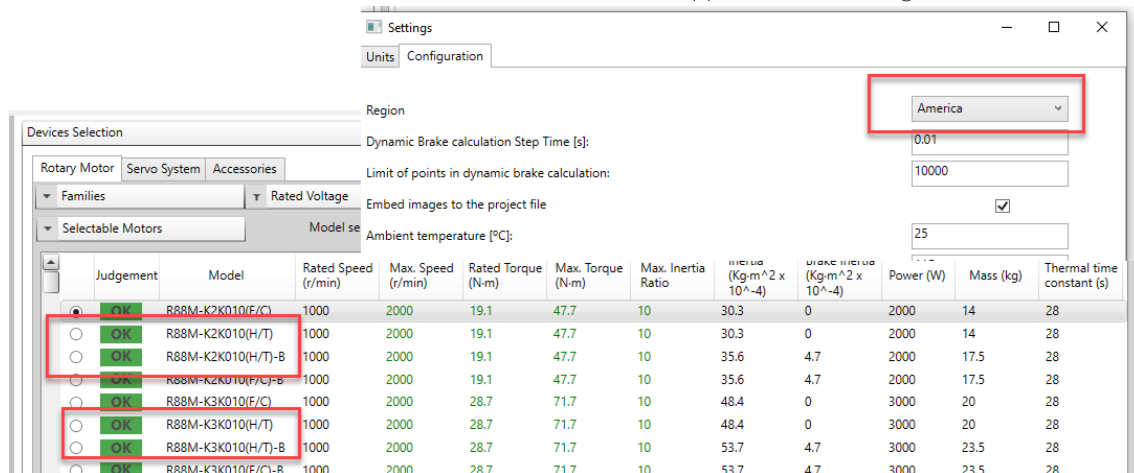 Settings
Units Configuration
Region America
Dynamic Brake calculation Step Time [s]: 0.01
Limit of points in dynamic brake calculation: 10000
Embed images to the project file
Ambient temperature [ºC]: 25
Devices Selection
Rotary Motor Servo System Accessories
Families Rated Voltage
Selectable Motors Model se
Judgement Model Rated Speed (r/min) Max. Speed (r/min) Rated Torque (N·m) Max. Torque (N·m) Max. Inertia Ratio Inertia (Kg·m^2 x 10^-4) Brake Inertia (Kg·m^2 x 10^-4) Power (W) Mass (kg) Thermal time constant (s)
OK R88M-K2K010(F/C) 1000 2000 19.1 47.7 10 30.3 0 2000 14 28
OK R88M-K2K010(H/T) 1000 2000 19.1 47.7 10 30.3 0 2000 14 28
OK R88M-K2K010(H/T)-B 1000 2000 19.1 47.7 10 35.6 4.7 2000 17.5 28
OK R88M-K2K010(F/C)-B 1000 2000 19.1 47.7 10 35.6 4.7 2000 17.5 28
OK R88M-K3K010(F/C) 1000 2000 28.7 71.7 10 48.4 0 3000 20 28
OK R88M-K3K010(H/T) 1000 2000 28.7 71.7 10 48.4 0 3000 20 28
OK R88M-K3K010(H/T)-B 1000 2000 28.7 71.7 10 53.7 4.7 3000 23.5 28
OK R88M-K3K010(F/C)-B 1000 2000 28.7 71.7 10 53.7 4.7 3000 23.5 28